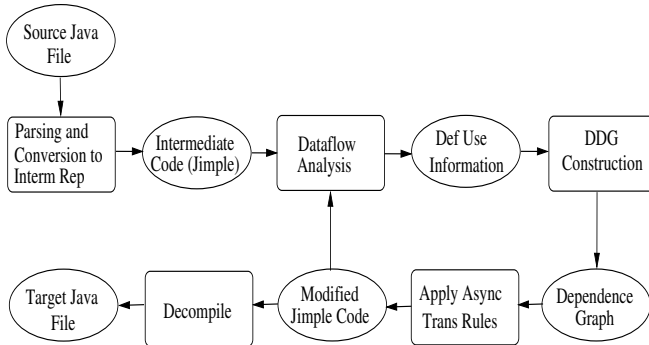 Source Java
File
Parsing and
Conversion to
Interm Rep
Intermediate
Code (Jimple)
Dataflow
Analysis
Def Use
Information
DDG
Construction
Target Java
File
Decompile
Modified
Jimple Code
Apply Async
Trans Rules
Dependence
Graph